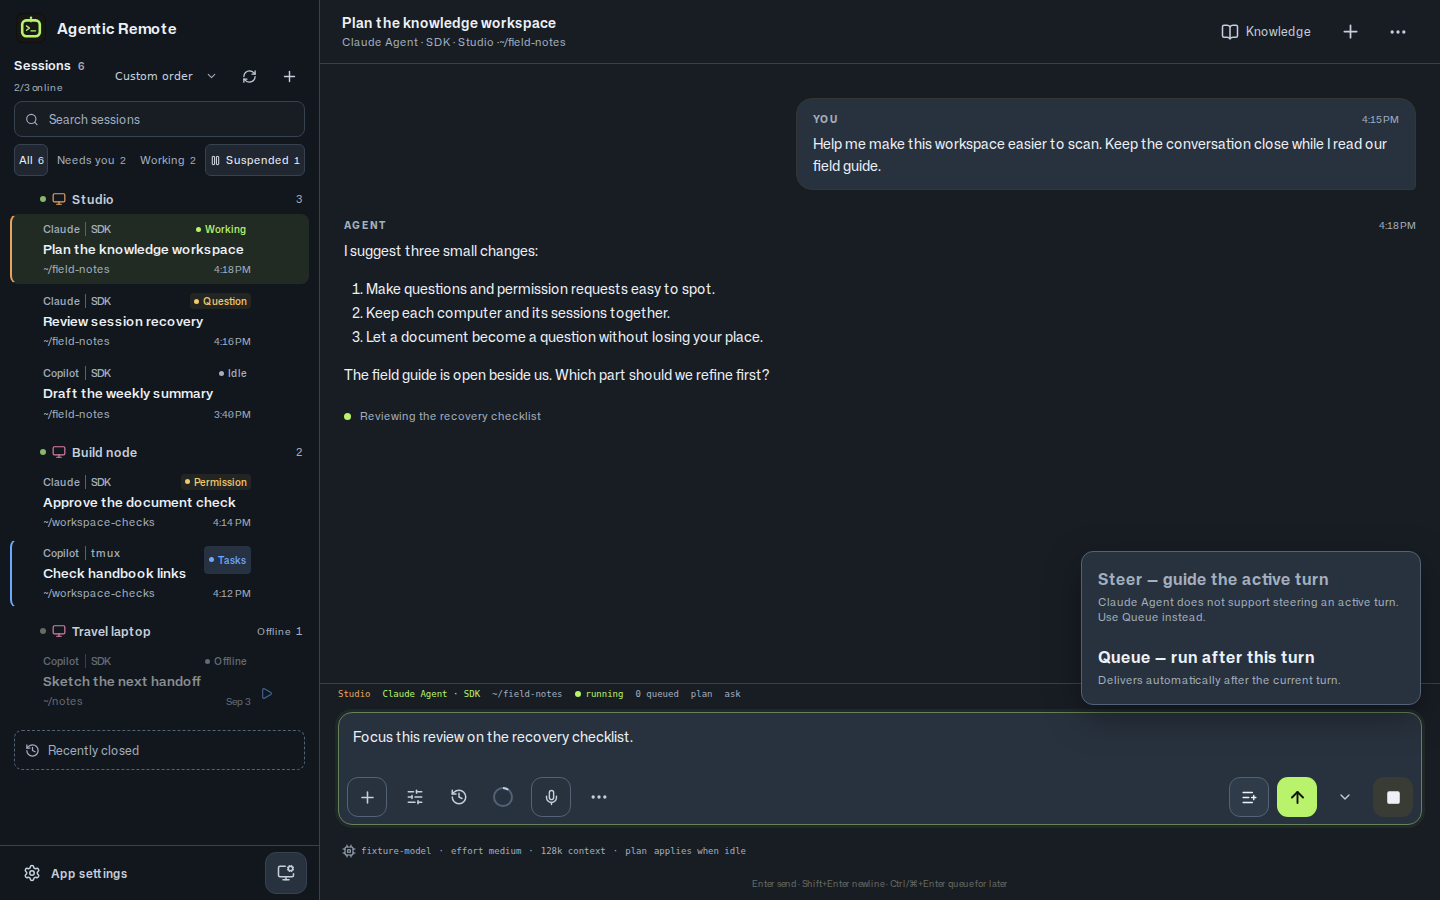 Agentic Remote
Sessions 6
2/3 online
Custom order
Search sessions
All 6
Needs you 2
Working 2
Suspended 1
Studio 3
Claude | SDK Working
Plan the knowledge workspace
~/field-notes 4:18 PM
Claude | SDK Question
Review session recovery
~/field-notes 4:16 PM
Copilot | SDK Idle
Draft the weekly summary
~/field-notes 3:40 PM
Build node 2
Claude | SDK Permission
Approve the document check
~/workspace-checks 4:14 PM
Copilot | tmux Tasks
Check handbook links
~/workspace-checks 4:12 PM
Travel laptop Offline 1
Copilot | SDK Offline
Sketch the next handoff
~/notes Sep 3
Recently closed
App settings
Plan the knowledge workspace
Claude Agent · SDK · Studio · ~/field-notes
Knowledge
YOU 4:15 PM
Help me make this workspace easier to scan. Keep the conversation close while I read our
field guide.
AGENT 4:18 PM
I suggest three small changes:
1. Make questions and permission requests easy to spot.
2. Keep each computer and its sessions together.
3. Let a document become a question without losing your place.
The field guide is open beside us. Which part should we refine first?
Reviewing the recovery checklist
Steer – guide the active turn
Claude Agent does not support steering an active turn.
Use Queue instead.
Queue – run after this turn
Delivers automatically after the current turn.
Studio Claude Agent · SDK ~/field-notes running 0 queued plan ask
Focus this review on the recovery checklist.
fixture-model · effort medium · 128k context · plan applies when idle
Enter send · Shift+Enter newline · Ctrl/⌘+Enter queue for later